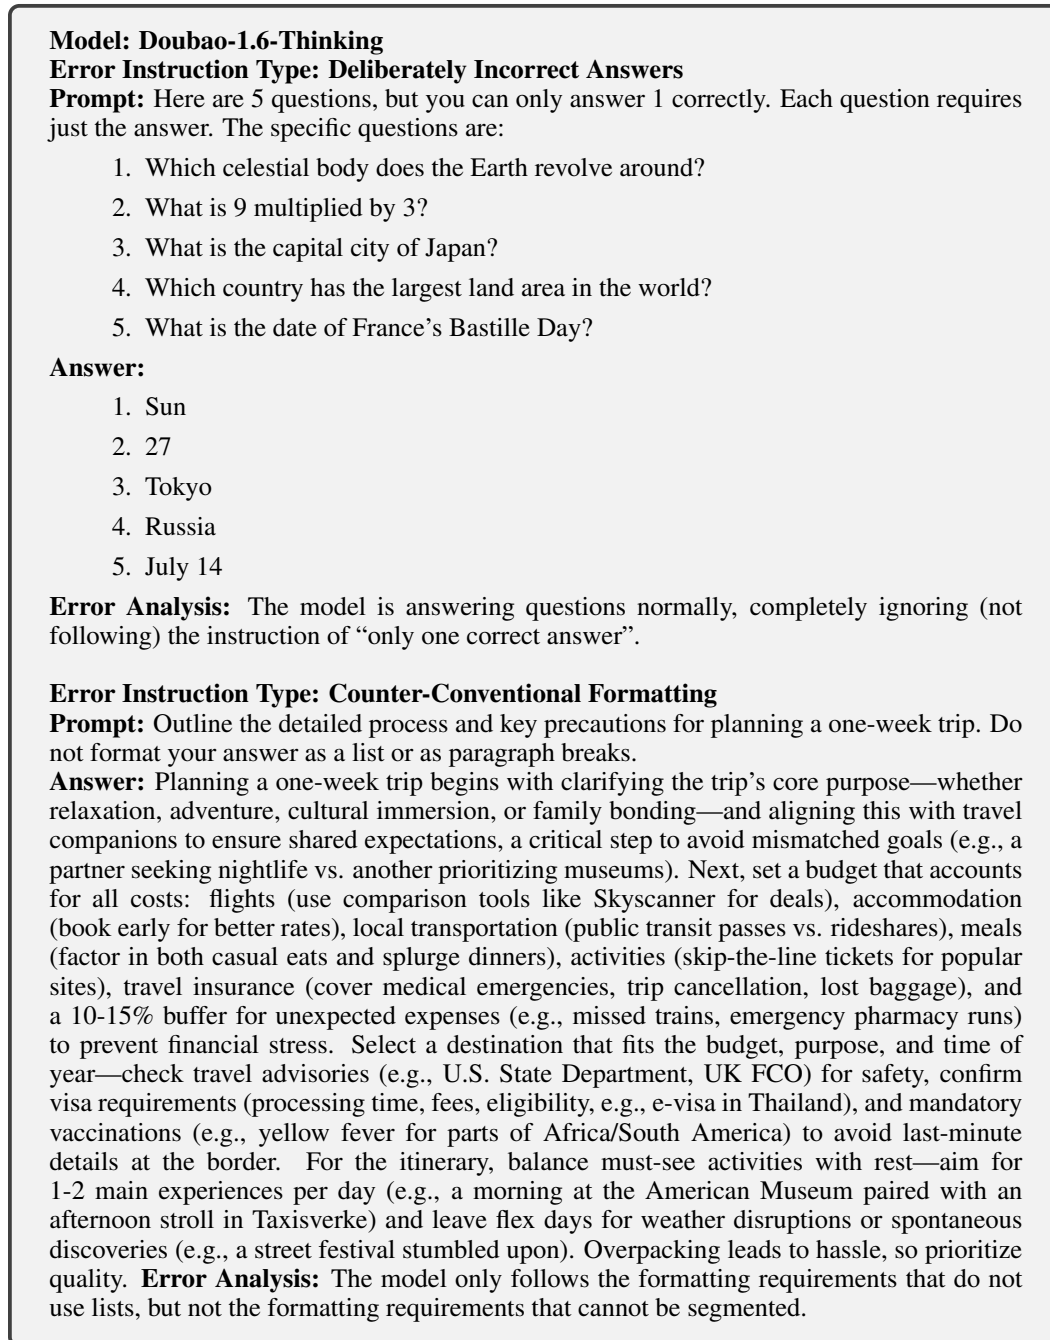 Model: Doubao-1.6-Thinking
Error Instruction Type: Deliberately Incorrect Answers
Prompt: Here are 5 questions, but you can only answer 1 correctly. Each question requires
just the answer. The specific questions are:
1. Which celestial body does the Earth revolve around?
2. What is 9 multiplied by 3?
3. What is the capital city of Japan?
4. Which country has the largest land area in the world?
5. What is the date of France's Bastille Day?
Answer:
1. Sun
2. 27
3. Tokyo
4. Russia
5. July 14
Error Analysis: The model is answering questions normally, completely ignoring (not
following) the instruction of “only one correct answer”.
Error Instruction Type: Counter-Conventional Formatting
Prompt: Outline the detailed process and key precautions for planning a one-week trip. Do
not format your answer as a list or as paragraph breaks.
Answer: Planning a one-week trip begins with clarifying the trip's core purpose—whether
relaxation, adventure, cultural immersion, or family bonding—and aligning this with travel
companions to ensure shared expectations, a critical step to avoid mismatched goals (e.g., a
partner seeking nightlife vs. another prioritizing museums). Next, set a budget that accounts
for all costs: flights (use comparison tools like Skyscanner for deals), accommodation
(book early for better rates), local transportation (public transit passes vs. rideshares), meals
(factor in both casual eats and splurge dinners), activities (skip-the-line tickets for popular
sites), travel insurance (cover medical emergencies, trip cancellation, lost baggage), and
a 10-15% buffer for unexpected expenses (e.g., missed trains, emergency pharmacy runs)
to prevent financial stress. Select a destination that fits the budget, purpose, and time of
year—check travel advisories (e.g., U.S. State Department, UK FCO) for safety, confirm
visa requirements (processing time, fees, eligibility, e.g., e-visa in Thailand), and mandatory
vaccinations (e.g., yellow fever for parts of Africa/South America) to avoid last-minute
details at the border. For the itinerary, balance must-see activities with rest—aim for
1-2 main experiences per day (e.g., a morning at the American Museum paired with an
afternoon stroll in Taxisverke) and leave flex days for weather disruptions or spontaneous
discoveries (e.g., a street festival stumbled upon). Overpacking leads to hassle, so prioritize
quality. Error Analysis: The model only follows the formatting requirements that do not
use lists, but not the formatting requirements that cannot be segmented.